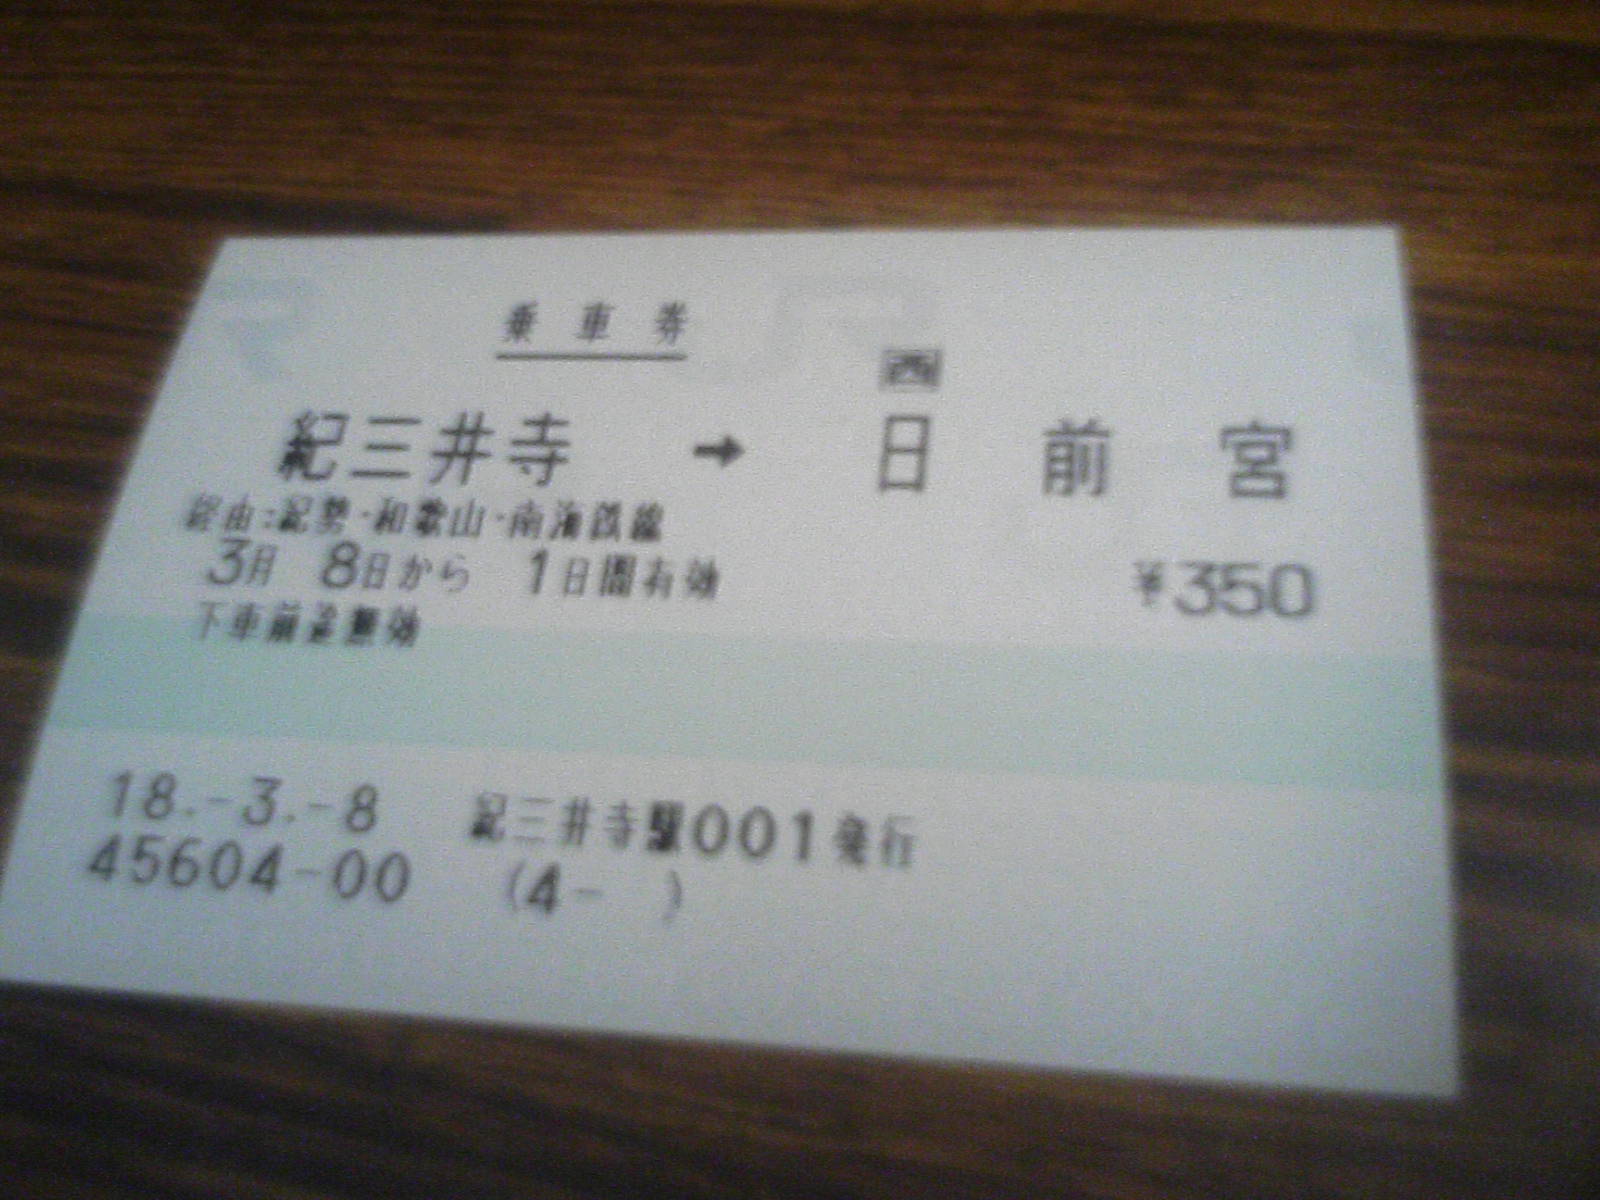 乗車券
西
紀三井寺 ➡ 日前宮
経由:紀勢・和歌山・南海鉄線
3月 8日から 1日間有効 ¥350
下車前途無効
18.-3.-8 紀三井寺駅001発行
45604-00 (4- )